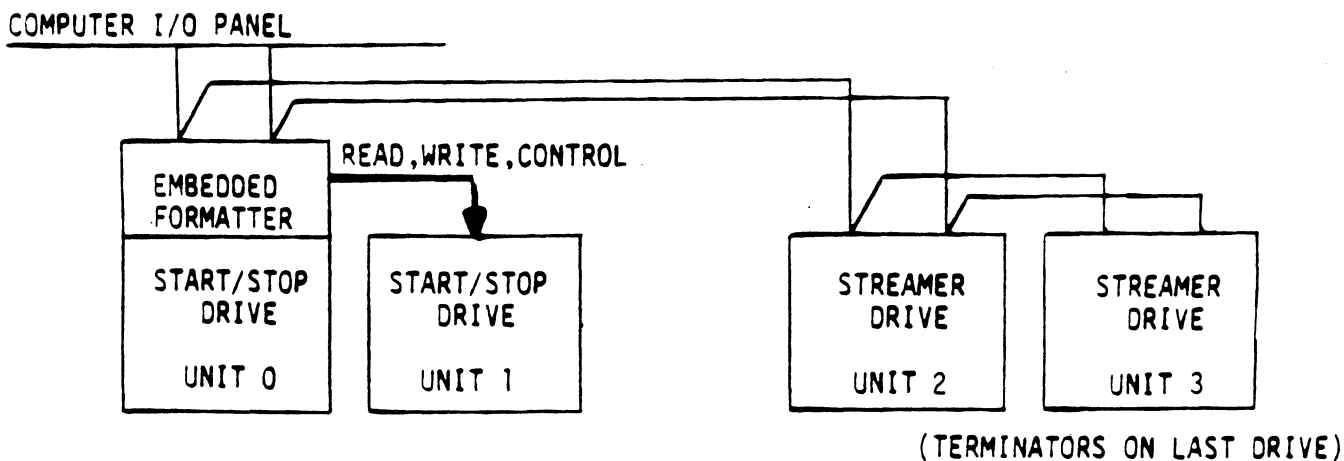 COMPUTER I/O PANEL
READ,WRITE,CONTROL
EMBEDDED
FORMATTER
START/STOP
DRIVE
UNIT 0
START/STOP
DRIVE
UNIT 1
STREAMER
DRIVE
UNIT 2
STREAMER
DRIVE
UNIT 3
(TERMINATORS ON LAST DRIVE)